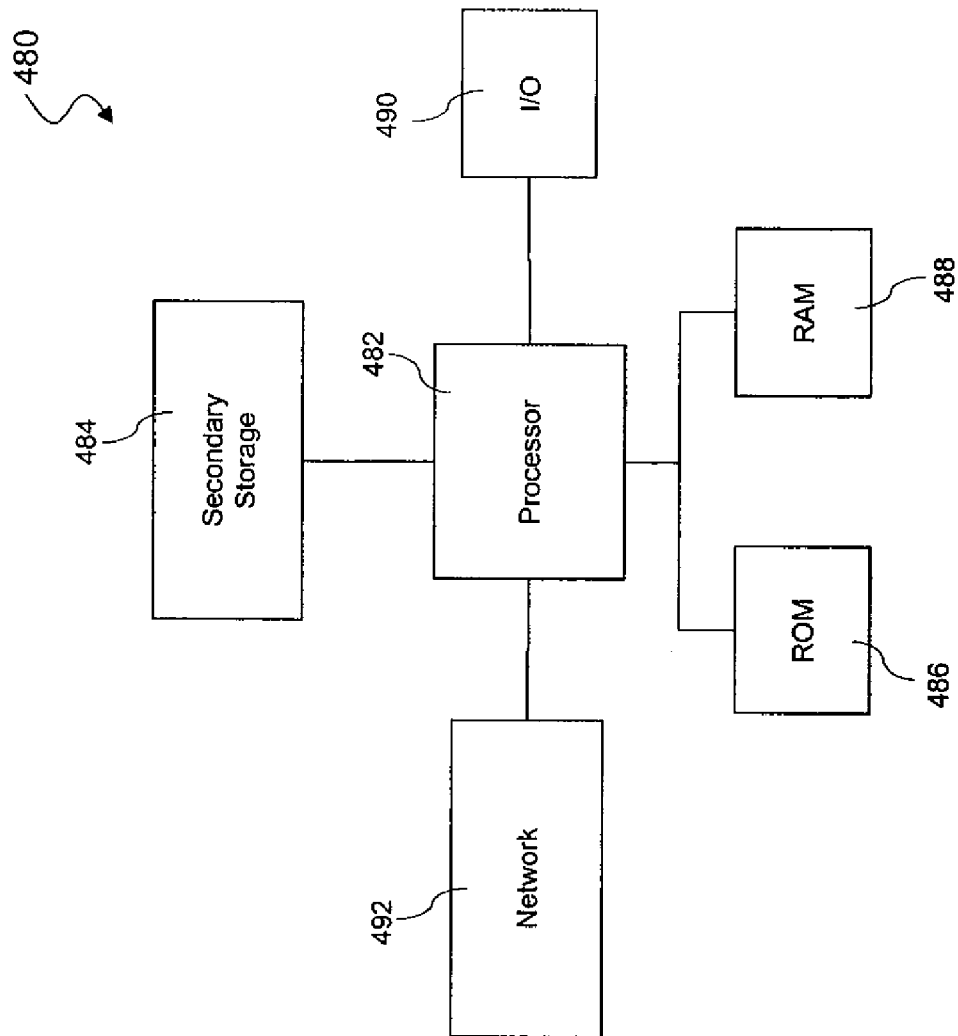 480
484
Secondary
Storage
482
Processor
490
I/O
492
Network
ROM
486
RAM
488